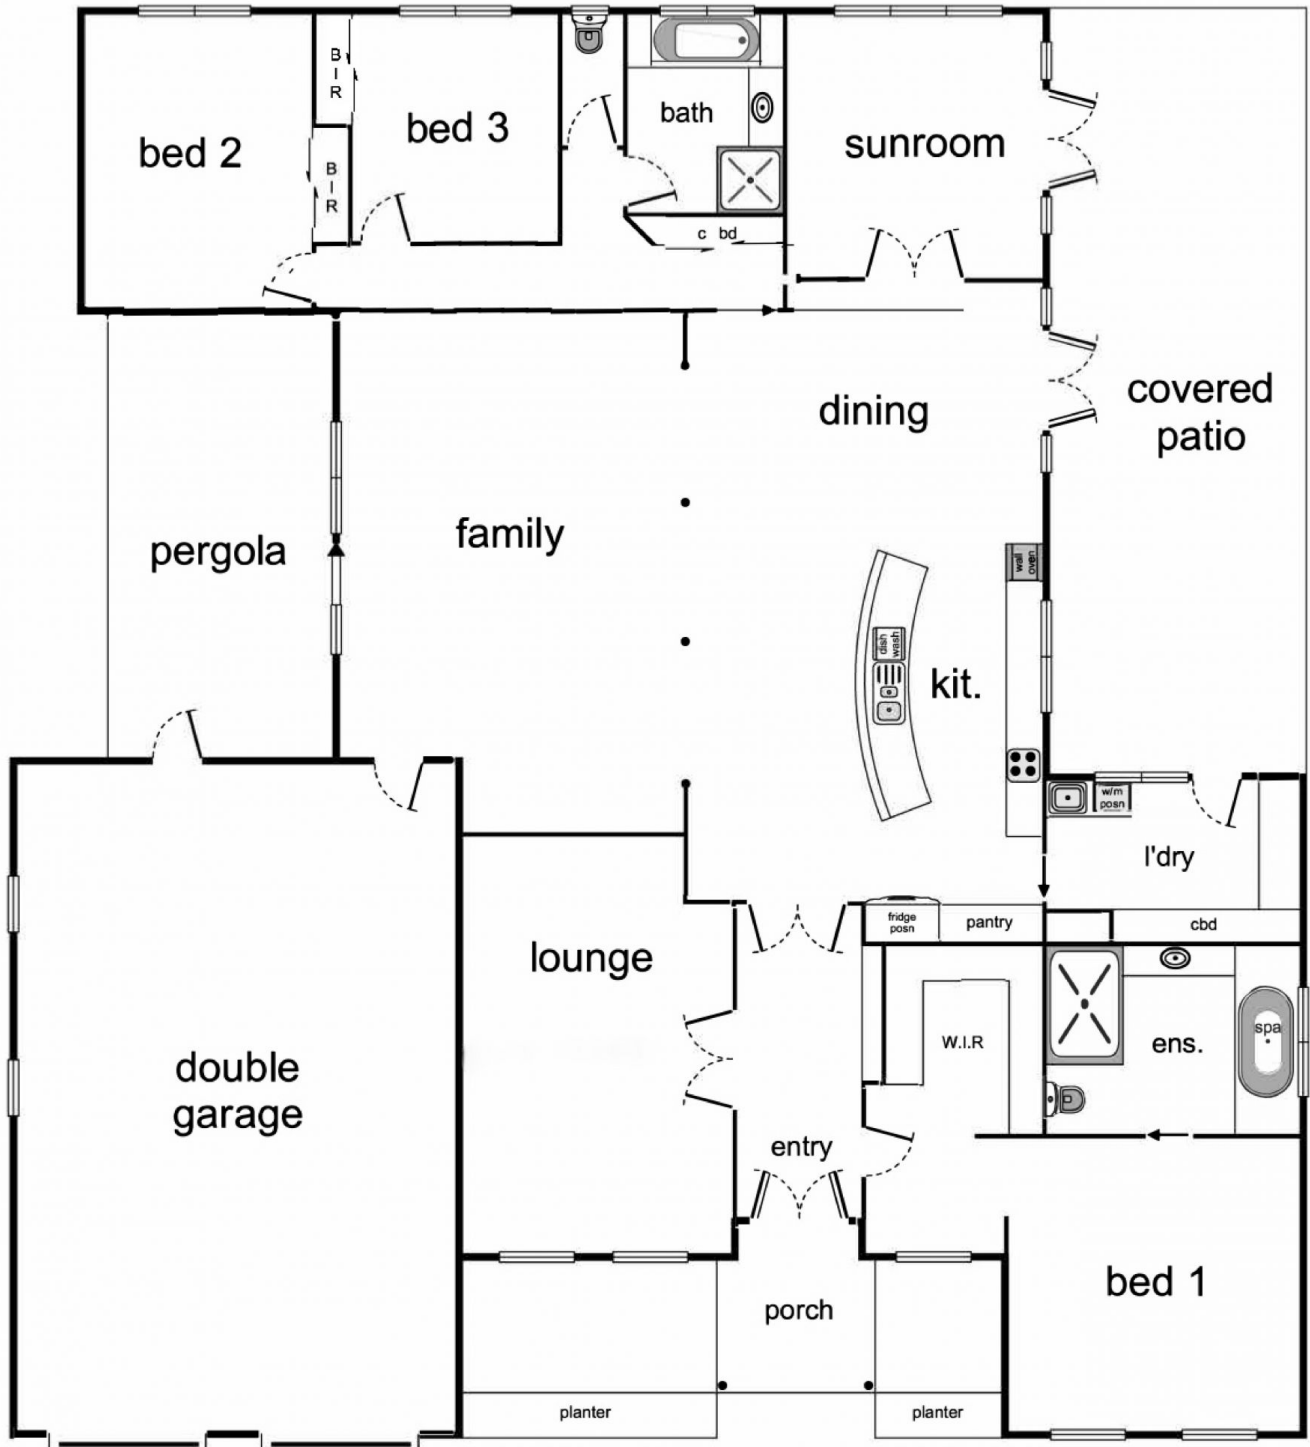 B
I
R
bed 2
bed 3
bath
sunroom
B
I
R
c bd
dining
covered
patio
pergola
family
wall
oven
dish
wash
kit.
w/m
posn
l'dry
fridge
posn
pantry
cbd
lounge
W.I.R
ens.
spa
double
garage
entry
bed 1
porch
planter
planter